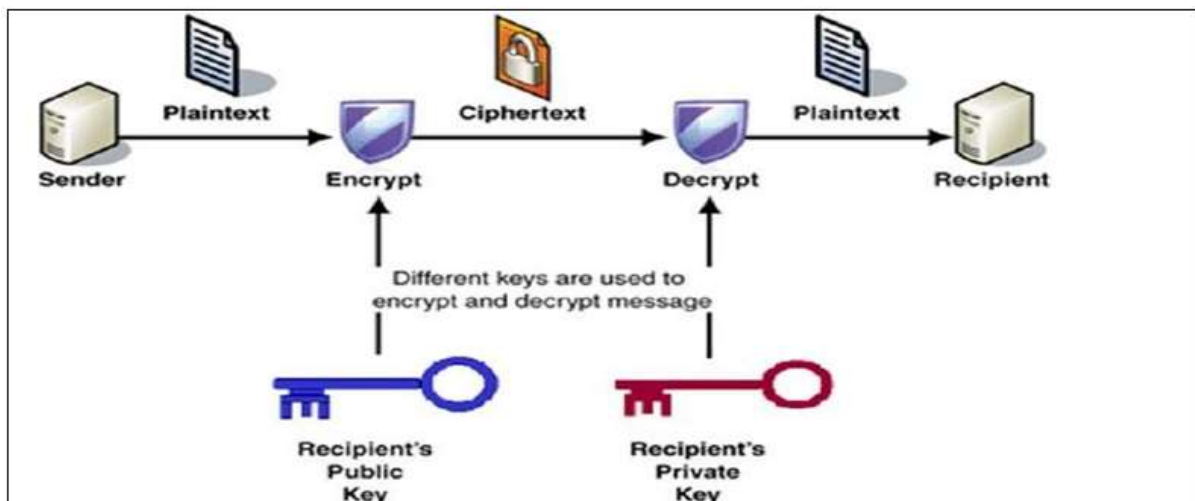 Plaintext
Ciphertext
Plaintext
Sender
Encrypt
Decrypt
Recipient
Different keys are used to
encrypt and decrypt message
Recipient's
Public
Key
Recipient's
Private
Key